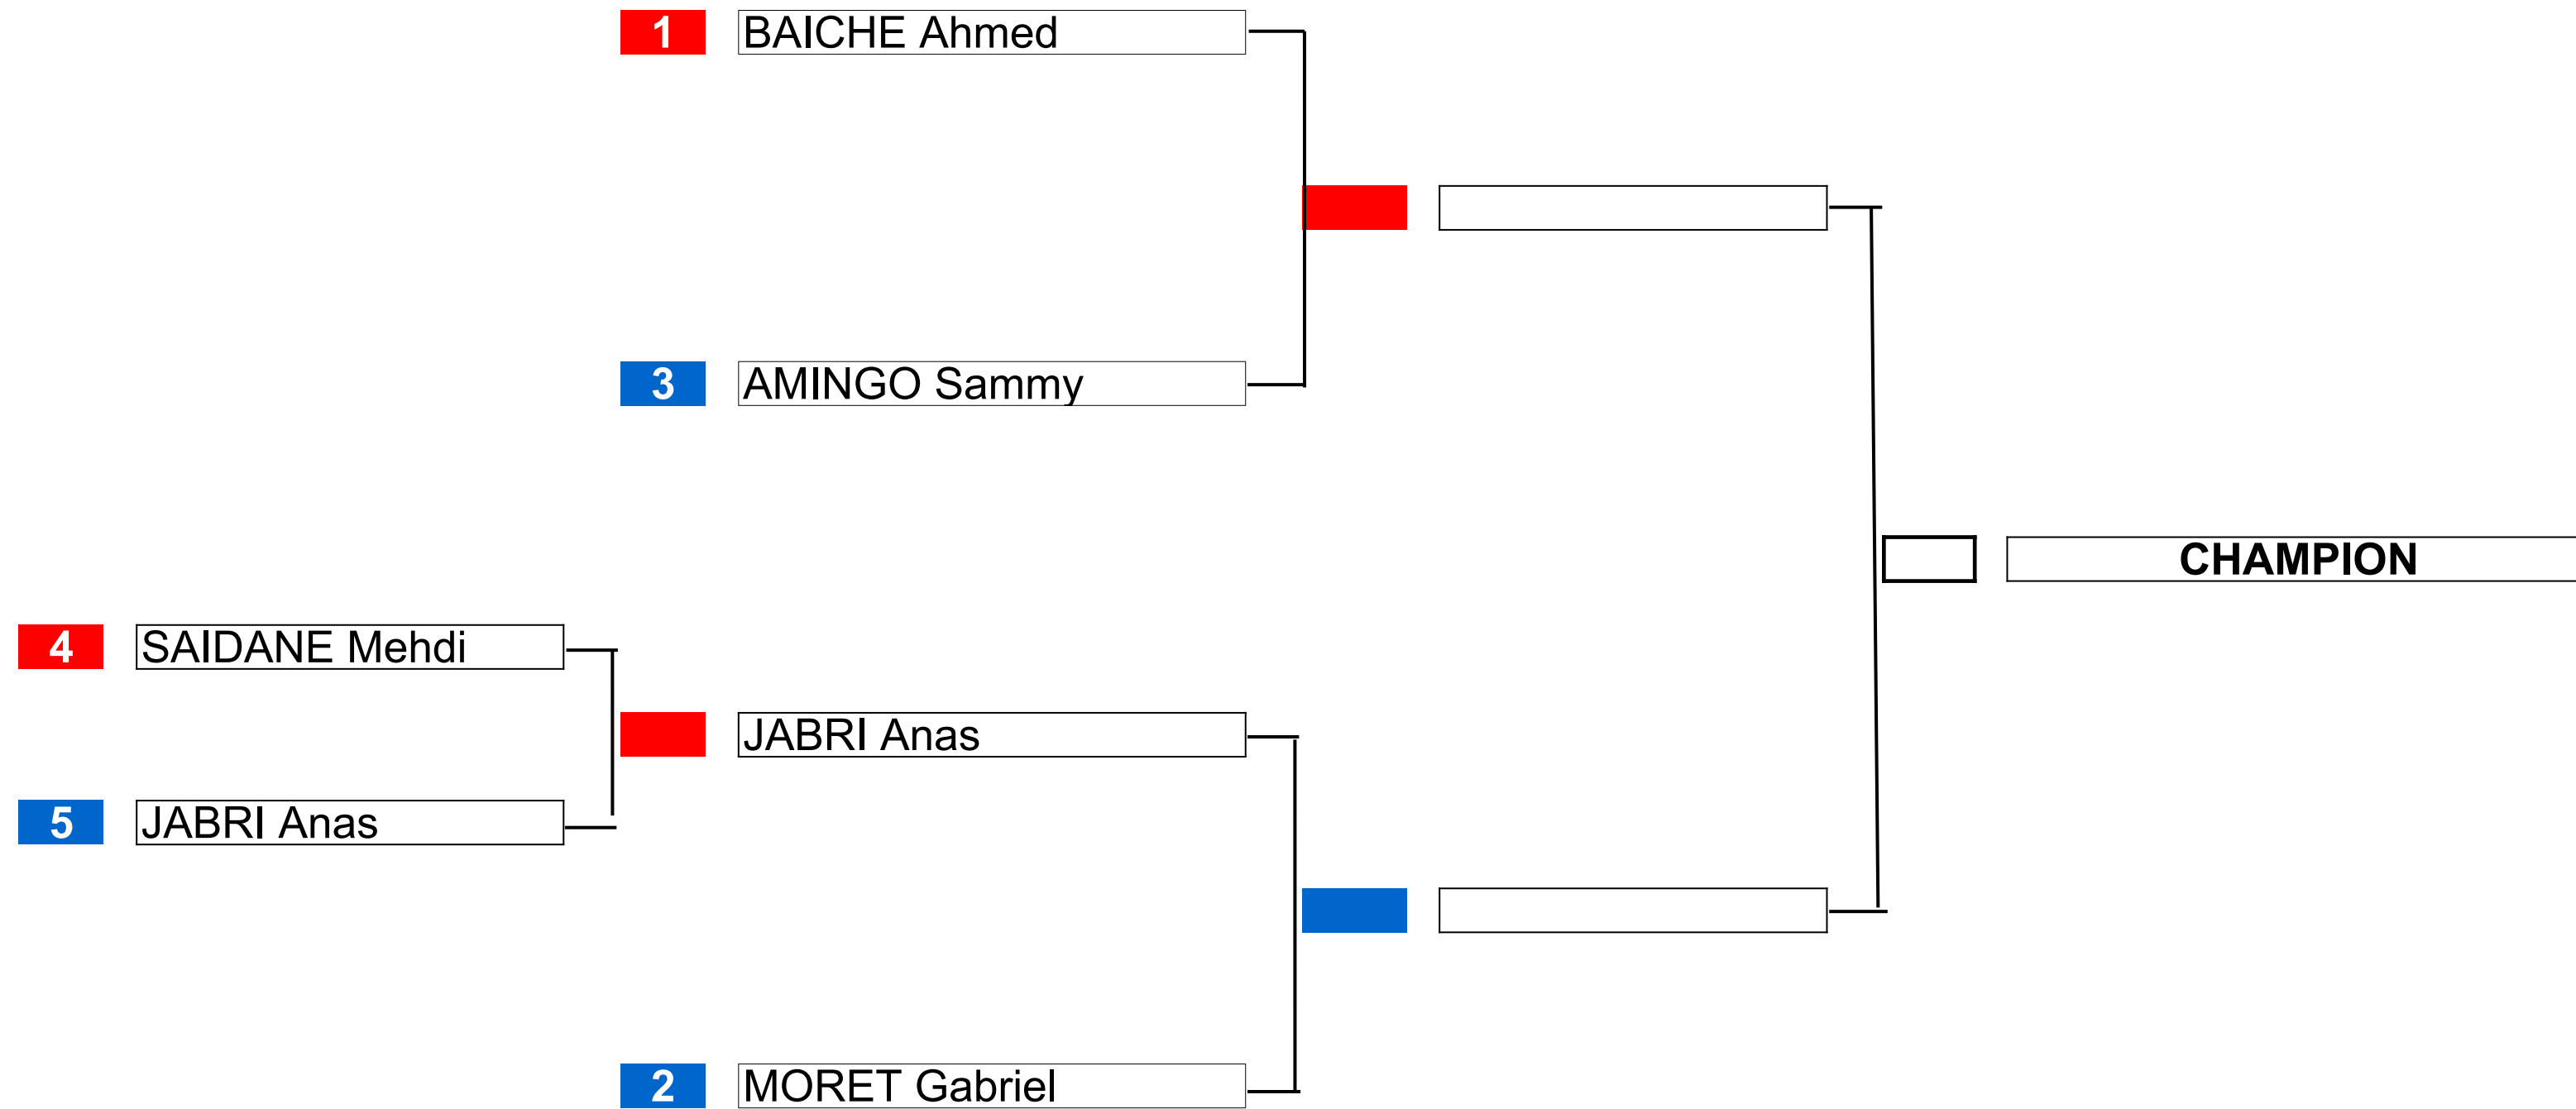 1 BAICHE Ahmed
3 AMINGO Sammy
CHAMPION
4 SAIDANE Mehdi
JABRI Anas
5 JABRI Anas
2 MORET Gabriel